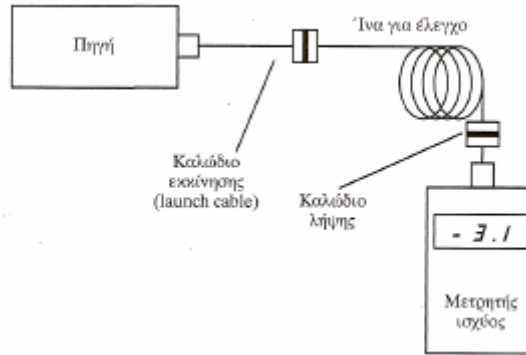 Πηγή
Ίνα για έλεγχο
Καλώδιο
εκκίνησης
(launch cable)
Καλώδιο
λήψης
- 3.1
Μετρητής
ισχύος